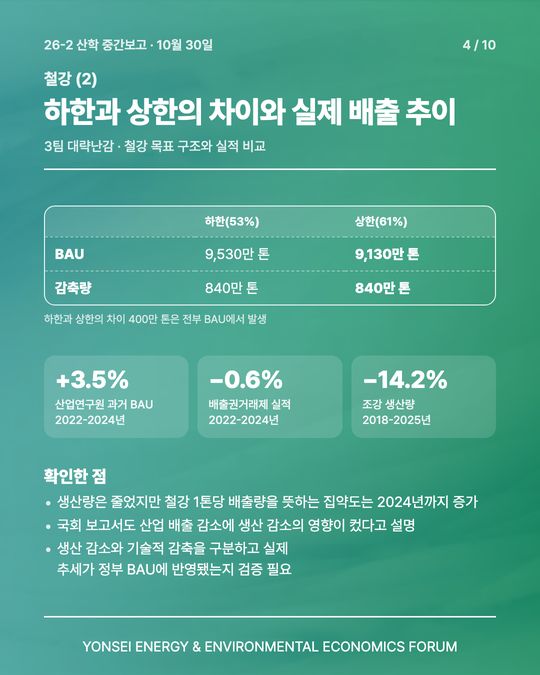 26-2 산학 중간보고 · 10월 30일
4 / 10
철강 (2)
하한과 상한의 차이와 실제 배출 추이
3팀 대략난감 · 철강 목표 구조와 실적 비교
하한(53%) 상한(61%)
BAU 9,530만 톤 9,130만 톤
감축량 840만 톤 840만 톤
하한과 상한의 차이 400만 톤은 전부 BAU에서 발생
+3.5%
산업연구원 과거 BAU
2022-2024년
−0.6%
배출권거래제 실적
2022-2024년
−14.2%
조강 생산량
2018-2025년
확인한 점
• 생산량은 줄었지만 철강 1톤당 배출량을 뜻하는 집약도는 2024년까지 증가
• 국회 보고서도 산업 배출 감소에 생산 감소의 영향이 컸다고 설명
• 생산 감소와 기술적 감축을 구분하고 실제
추세가 정부 BAU에 반영됐는지 검증 필요
YONSEI ENERGY & ENVIRONMENTAL ECONOMICS FORUM